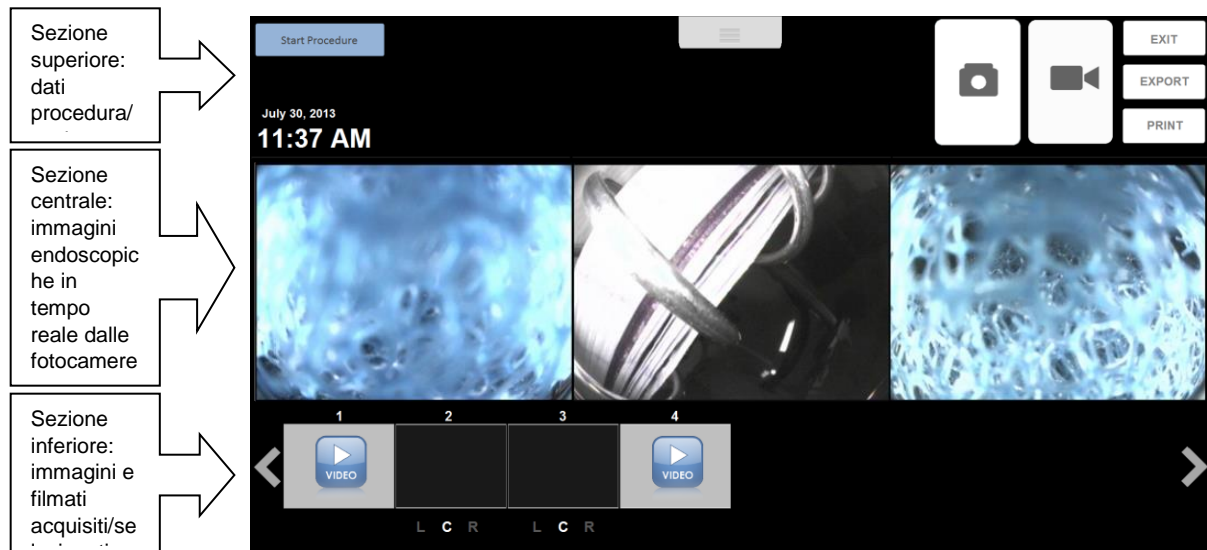 Sezione
superiore:
dati
procedura/
Start Procedure
EXIT
EXPORT
PRINT
July 30, 2013
11:37 AM
Sezione
centrale:
immagini
endoscopic
he in
tempo
reale dalle
fotocamere
Sezione
inferiore:
immagini e
filmati
acquisiti/se
1 2 3 4
VIDEO VIDEO
L C R L C R